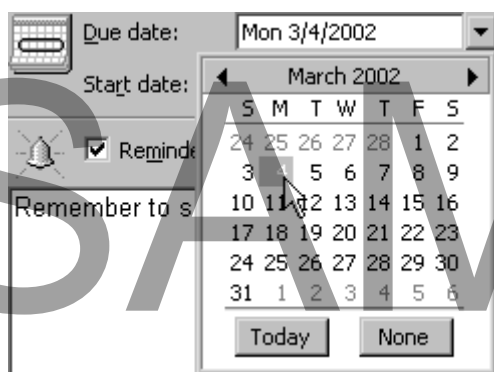 Due date:
Mon 3/4/2002
Start date:
March 2002
S M T W T F S
24 25 26 27 28 1 2
3 4 5 6 7 8 9
10 11 12 13 14 15 16
17 18 19 20 21 22 23
24 25 26 27 28 29 30
31 1 2 3 4 5 6
Today None
Reminde
Remember to s
SAM